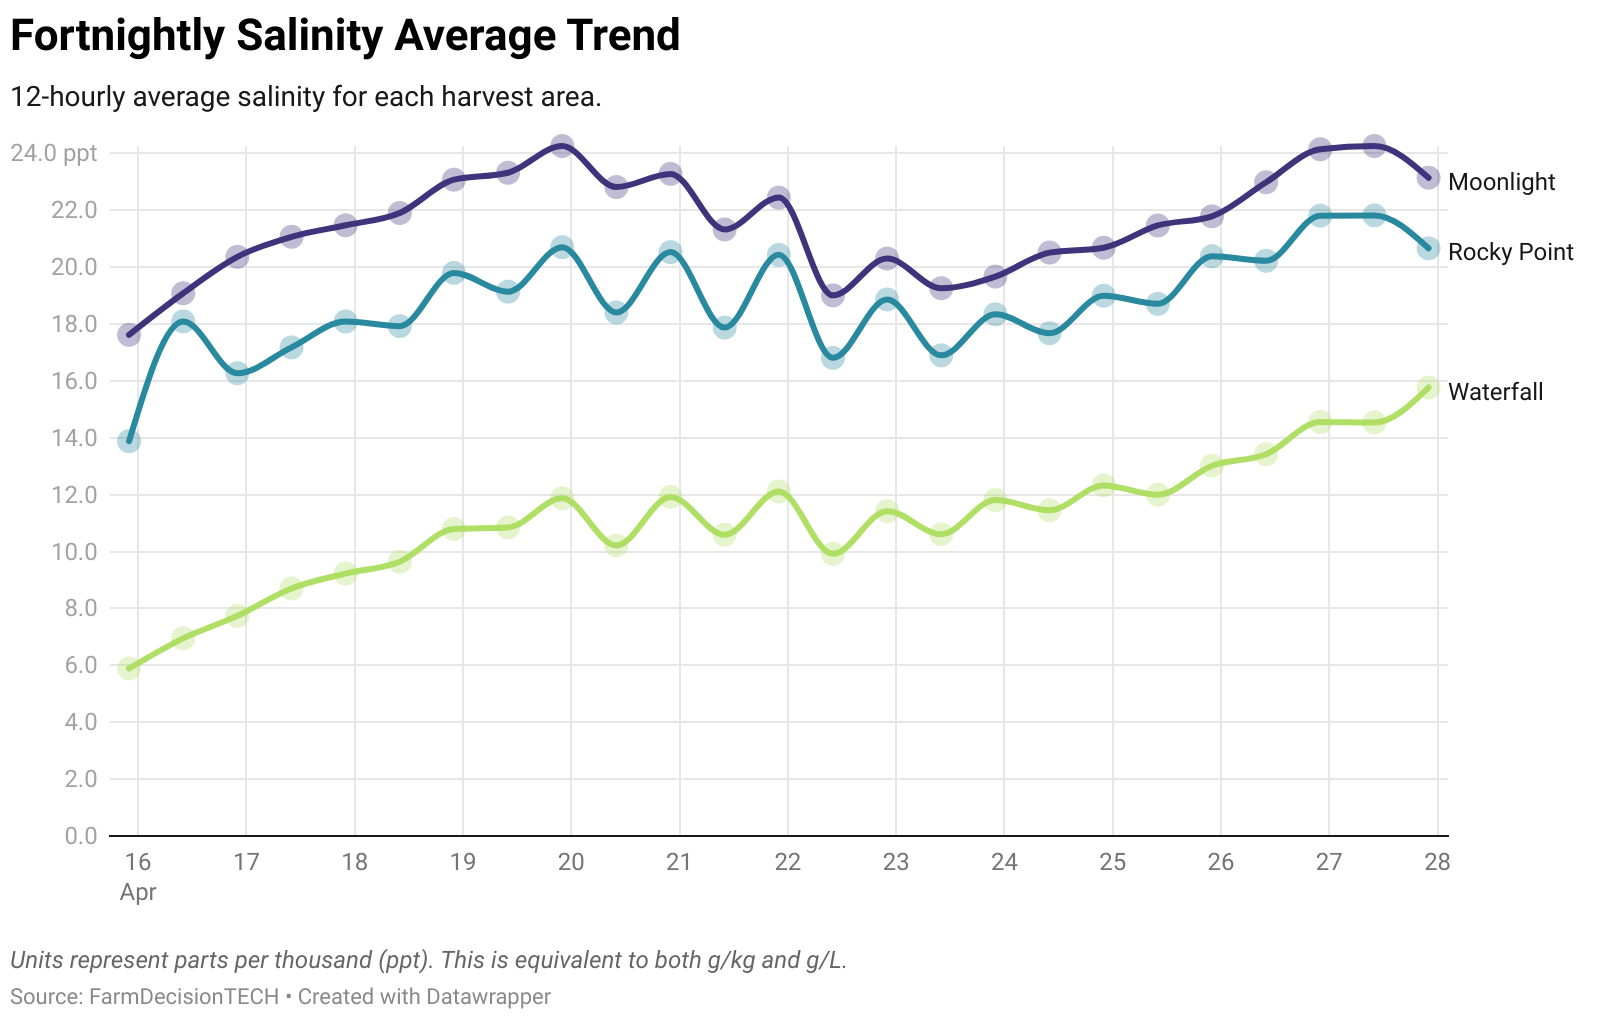 Fortnightly Salinity Average Trend
12-hourly average salinity for each harvest area.
24.0 ppt
22.0
20.0
18.0
16.0
14.0
12.0
10.0
8.0
6.0
4.0
2.0
0.0
Moonlight
Rocky Point
Waterfall
16 17 18 19 20 21 22 23 24 25 26 27 28
Apr
Units represent parts per thousand (ppt). This is equivalent to both g/kg and g/L.
Source: FarmDecisionTECH • Created with Datawrapper